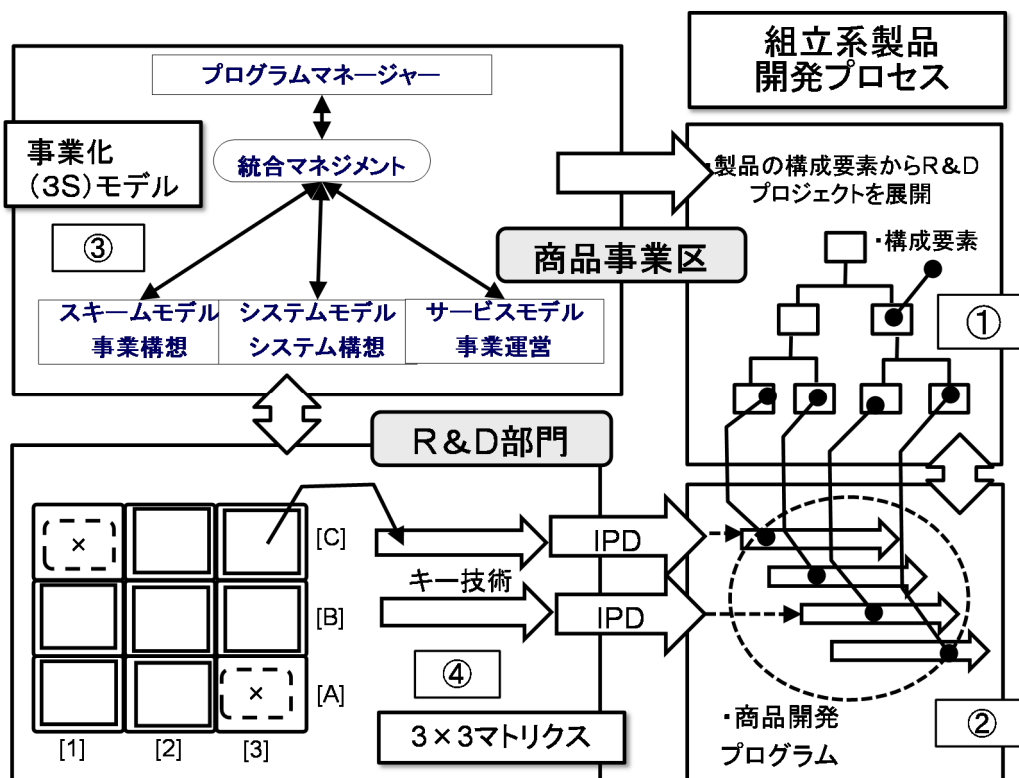 組立系製品
開発プロセス
プログラムマネージャー
事業化
(3S)モデル
統合マネジメント
③
商品事業区
スキームモデル
事業構想
システムモデル
システム構想
サービスモデル
事業運営
・製品の構成要素からR&D
プロジェクトを展開
・構成要素
①
R&D部門
×
[C]
[B]
[A]
×
[1]
[2]
[3]
キー技術
IPD
IPD
④
3×3マトリクス
・商品開発
プログラム
②